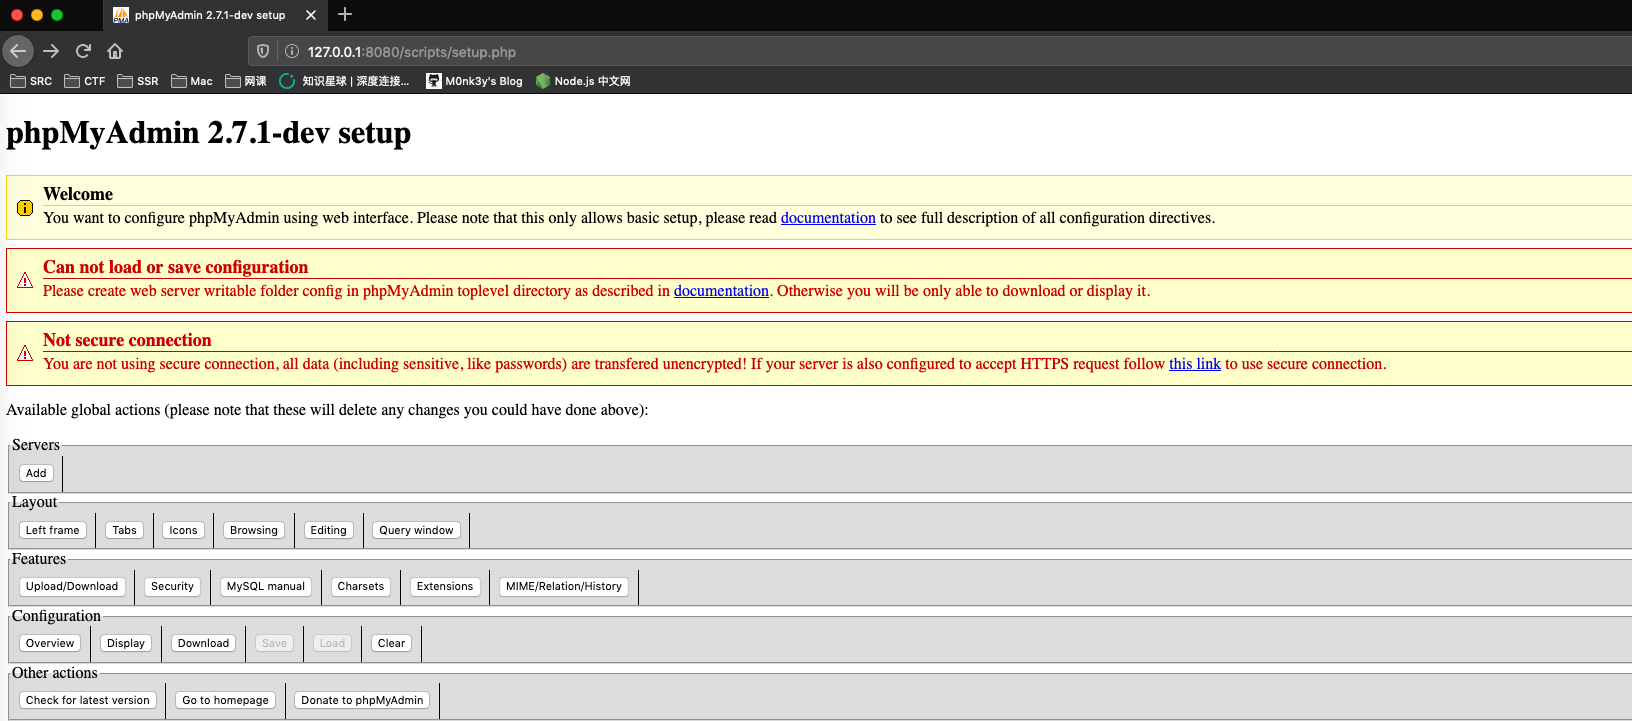 phpMyAdmin 2.7.1-dev setup
127.0.0.1:8080/scripts/setup.php
SRC CTF SSR Mac 网课 知识星球 | 深度连接... M0nk3y's Blog Node.js 中文网
phpMyAdmin 2.7.1-dev setup
Welcome
You want to configure phpMyAdmin using web interface. Please note that this only allows basic setup, please read documentation to see full description of all configuration directives.
Can not load or save configuration
Please create web server writable folder config in phpMyAdmin toplevel directory as described in documentation. Otherwise you will be only able to download or display it.
Not secure connection
You are not using secure connection, all data (including sensitive, like passwords) are transfered unencrypted! If your server is also configured to accept HTTPS request follow this link to use secure connection.
Available global actions (please note that these will delete any changes you could have done above):
Servers
Add
Layout
Left frame Tabs Icons Browsing Editing Query window
Features
Upload/Download Security MySQL manual Charsets Extensions MIME/Relation/History
Configuration
Overview Display Download Save Load Clear
Other actions
Check for latest version Go to homepage Donate to phpMyAdmin